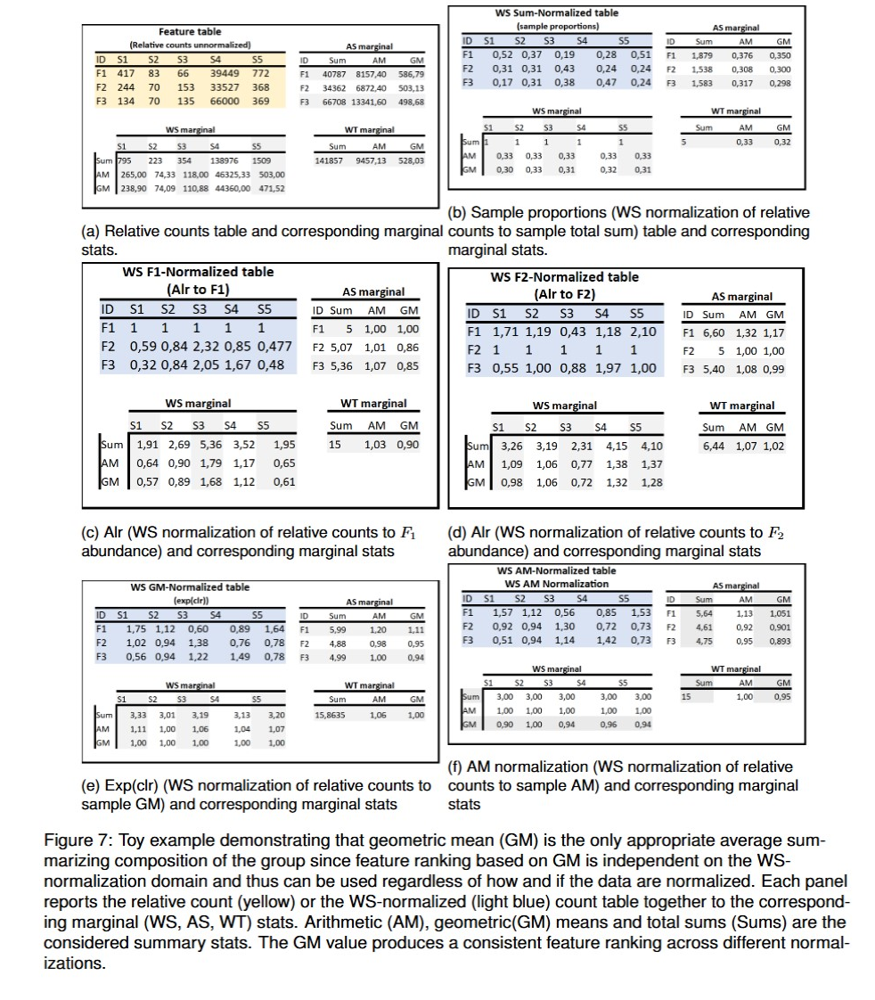 Feature table
(Relative counts unnormalized)
ID S1 S2 S3 S4 S5
F1 417 83 66 39449 772
F2 244 70 153 33527 368
F3 134 70 135 66000 369
AS marginal
ID Sum AM GM
F1 40787 8157,40 586,79
F2 34362 6872,40 503,13
F3 66708 13341,60 498,68
WS marginal
S1 S2 S3 S4 S5
Sum 795 223 354 138976 1509
AM 265,00 74,33 118,00 46325,33 503,00
GM 238,90 74,09 110,88 44360,00 471,52
WT marginal
Sum AM GM
141857 9457,13 528,03
(a) Relative counts table and corresponding marginal
stats.
WS Sum-Normalized table
(sample proportions)
ID S1 S2 S3 S4 S5
F1 0,52 0,37 0,19 0,28 0,51
F2 0,31 0,31 0,43 0,24 0,24
F3 0,17 0,31 0,38 0,47 0,24
AS marginal
ID Sum AM GM
F1 1,879 0,376 0,350
F2 1,538 0,308 0,300
F3 1,583 0,317 0,298
WS marginal
S1 S2 S3 S4 S5
Sum 1 1 1 1 1
AM 0,33 0,33 0,33 0,33 0,33
GM 0,30 0,33 0,31 0,32 0,31
WT marginal
Sum AM GM
5 0,33 0,32
(b) Sample proportions (WS normalization of relative
counts to sample total sum) table and corresponding
marginal stats.
WS F1-Normalized table
(Alr to F1)
ID S1 S2 S3 S4 S5
F1 1 1 1 1 1
F2 0,59 0,84 2,32 0,85 0,477
F3 0,32 0,84 2,05 1,67 0,48
AS marginal
ID Sum AM GM
F1 5 1,00 1,00
F2 5,07 1,01 0,86
F3 5,36 1,07 0,85
WS marginal
S1 S2 S3 S4 S5
Sum 1,91 2,69 5,36 3,52 1,95
AM 0,64 0,90 1,79 1,17 0,65
GM 0,57 0,89 1,68 1,12 0,61
WT marginal
Sum AM GM
15 1,03 0,90
(c) Alr (WS normalization of relative counts to F₁
abundance) and corresponding marginal stats
WS F2-Normalized table
(Alr to F2)
ID S1 S2 S3 S4 S5
F1 1,71 1,19 0,43 1,18 2,10
F2 1 1 1 1 1
F3 0,55 1,00 0,88 1,97 1,00
AS marginal
ID Sum AM GM
F1 6,60 1,32 1,17
F2 5 1,00 1,00
F3 5,40 1,08 0,99
WS marginal
S1 S2 S3 S4 S5
Sum 3,26 3,19 2,31 4,15 4,10
AM 1,09 1,06 0,77 1,38 1,37
GM 0,98 1,06 0,72 1,32 1,28
WT marginal
Sum AM GM
6,44 1,07 1,02
(d) Alr (WS normalization of relative counts to F₂
abundance) and corresponding marginal stats
WS GM-Normalized table
(exp(clr))
ID S1 S2 S3 S4 S5
F1 1,75 1,12 0,60 0,89 1,64
F2 1,02 0,94 1,38 0,76 0,78
F3 0,56 0,94 1,22 1,49 0,78
AS marginal
ID Sum AM GM
F1 5,99 1,20 1,11
F2 4,88 0,98 0,95
F3 4,99 1,00 0,94
WS marginal
S1 S2 S3 S4 S5
Sum 3,33 3,01 3,19 3,13 3,20
AM 1,11 1,00 1,06 1,04 1,07
GM 1,00 1,00 1,00 1,00 1,00
WT marginal
Sum AM GM
15,8635 1,06 1,00
(e) Exp(clr) (WS normalization of relative counts to
sample GM) and corresponding marginal stats
WS AM-Normalized table
WS AM Normalization
ID S1 S2 S3 S4 S5
F1 1,57 1,12 0,56 0,85 1,53
F2 0,92 0,94 1,30 0,72 0,73
F3 0,51 0,94 1,14 1,42 0,73
AS marginal
ID Sum AM GM
F1 5,64 1,13 1,051
F2 4,61 0,92 0,901
F3 4,75 0,95 0,893
WS marginal
S1 S2 S3 S4 S5
Sum 3,00 3,00 3,00 3,00 3,00
AM 1,00 1,00 1,00 1,00 1,00
GM 0,90 1,00 0,94 0,96 0,94
WT marginal
Sum AM GM
15 1,00 0,95
(f) AM normalization (WS normalization of relative
counts to sample AM) and corresponding marginal
stats
Figure 7: Toy example demonstrating that geometric mean (GM) is the only appropriate average sum-
marizing composition of the group since feature ranking based on GM is independent on the WS-
normalization domain and thus can be used regardless of how and if the data are normalized. Each panel
reports the relative count (yellow) or the WS-normalized (light blue) count table together to the correspond-
ing marginal (WS, AS, WT) stats. Arithmetic (AM), geometric(GM) means and total sums (Sums) are the
considered summary stats. The GM value produces a consistent feature ranking across different normal-
izations.